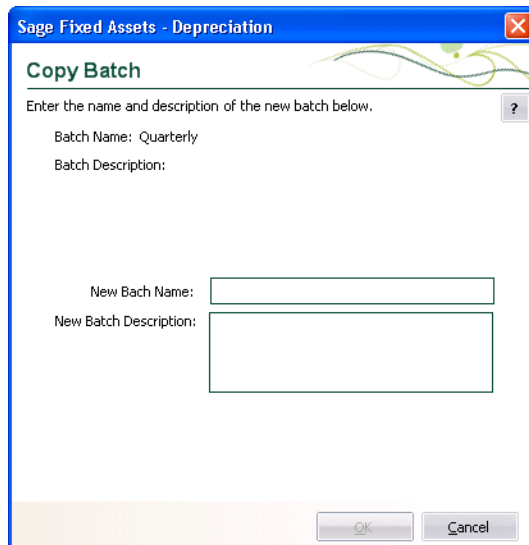 Sage Fixed Assets - Depreciation
Copy Batch
Enter the name and description of the new batch below.
?
Batch Name: Quarterly
Batch Description:
New Bach Name:
New Batch Description:
OK
Cancel